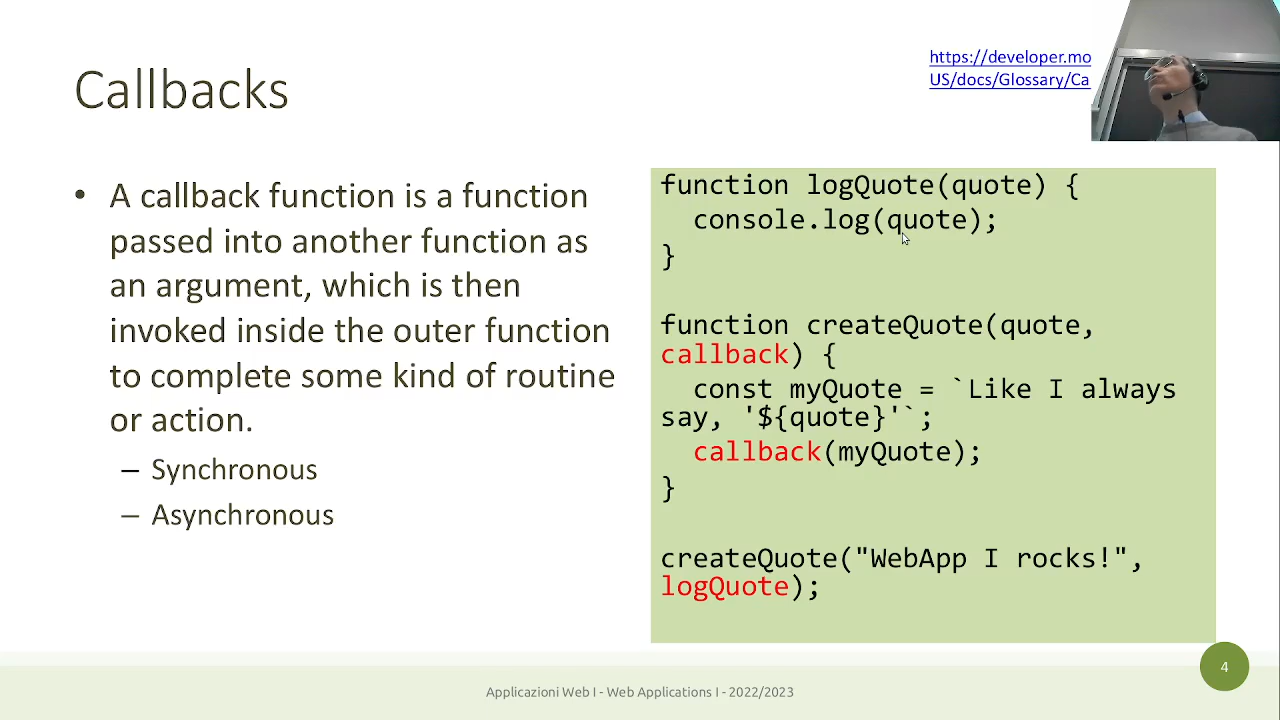 Callbacks
https://developer.mo
US/docs/Glossary/Ca
• A callback function is a function
passed into another function as
an argument, which is then
invoked inside the outer function
to complete some kind of routine
or action.
– Synchronous
– Asynchronous
function logQuote(quote) {
  console.log(quote);
}
function createQuote(quote,
callback) {
  const myQuote = `Like I always
say, '${quote}'`;
  callback(myQuote);
}
createQuote("WebApp I rocks!",
logQuote);
Applicazioni Web I - Web Applications I - 2022/2023
4